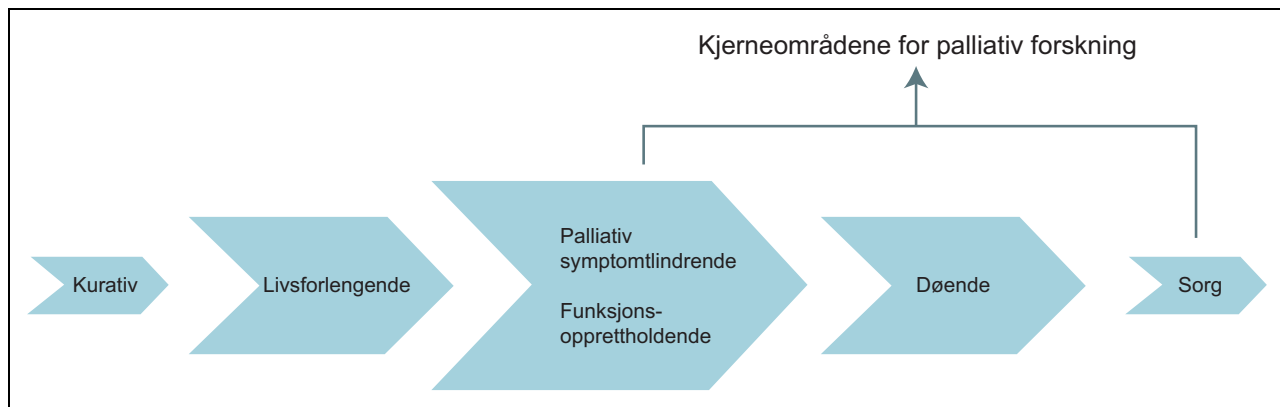 Kjerneområdene for palliativ forskning
Kurativ
Livsforlengende
Palliativ
symptomtlindrende
Funksjons-
opprettholdende
Døende
Sorg